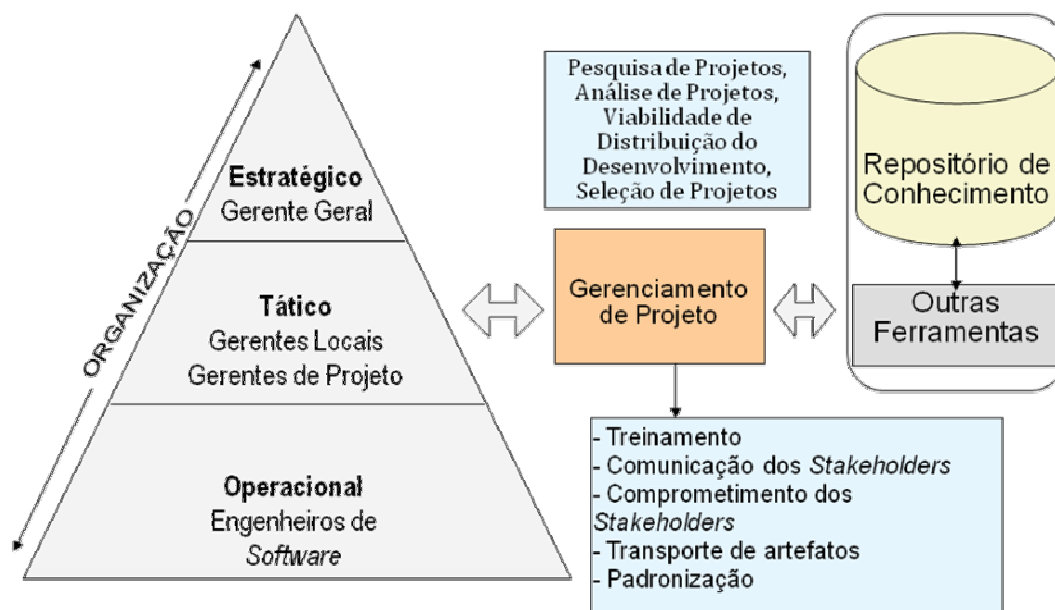 ORGANIZAÇÃO
Estratégico
Gerente Geral
Tático
Gerentes Locais
Gerentes de Projeto
Operacional
Engenheiros de
Software
Pesquisa de Projetos,
Análise de Projetos,
Viabilidade de
Distribuição do
Desenvolvimento,
Seleção de Projetos
Gerenciamento
de Projeto
- Treinamento
- Comunicação dos Stakeholders
- Comprometimento dos
Stakeholders
- Transporte de artefatos
- Padronização
Repositório de
Conhecimento
Outras
Ferramentas